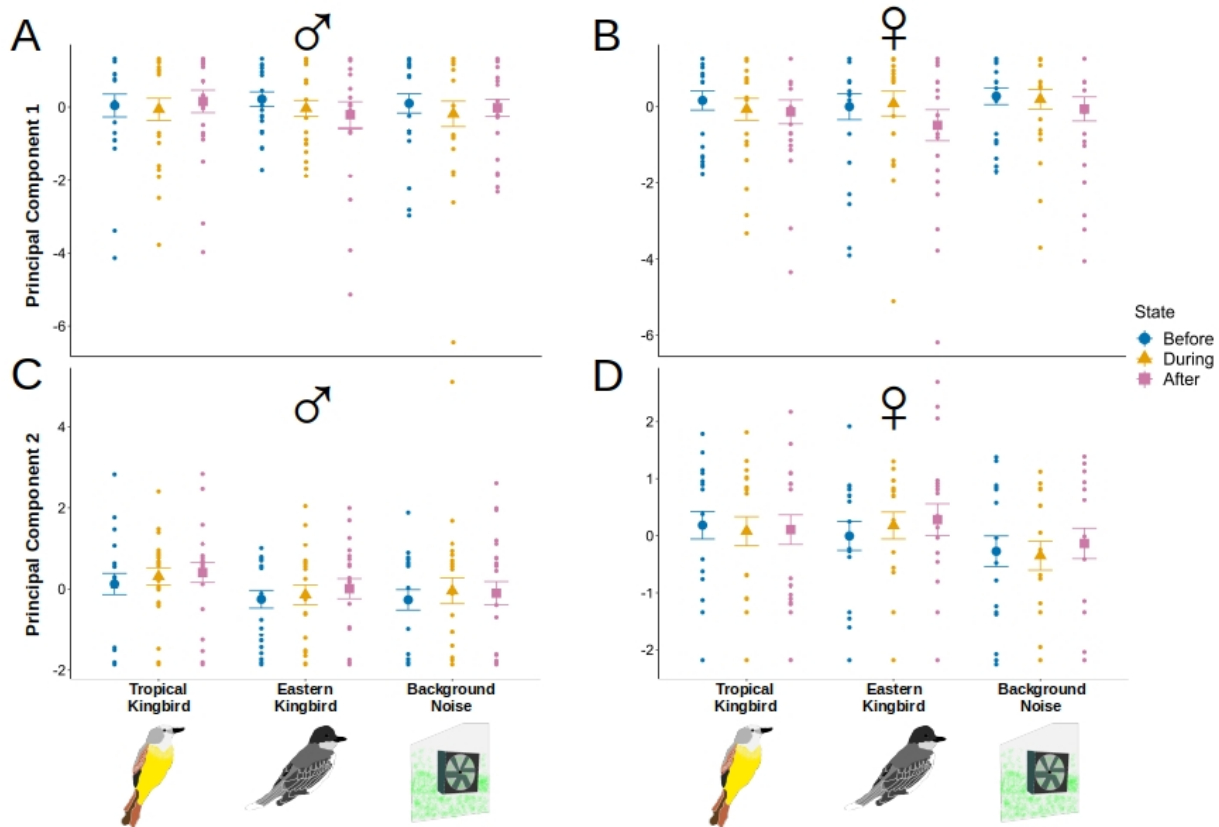 A ♂
B ♀
Principal Component 1
0
-2
-4
-6
0
-2
-4
-6
State
Before
During
After
C ♂
D ♀
Principal Component 2
4
2
0
-2
2
1
0
-1
-2
Tropical
Kingbird
Eastern
Kingbird
Background
Noise
Tropical
Kingbird
Eastern
Kingbird
Background
Noise